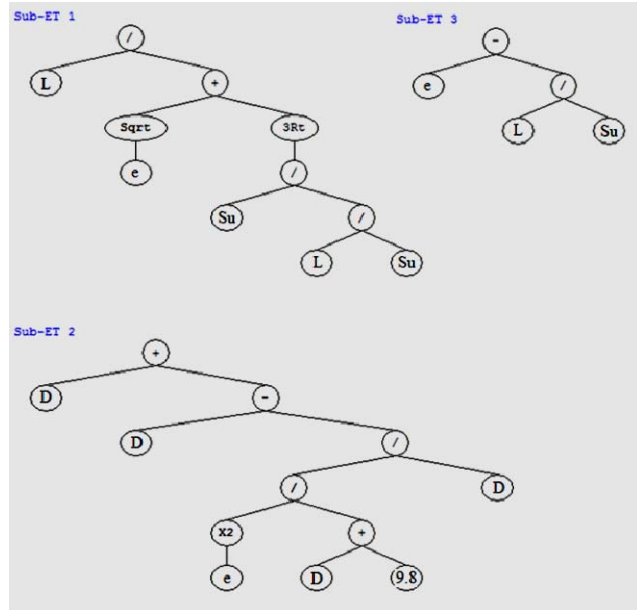 Sub-ET 1
Sub-ET 3
/
-
L
+
e
/
Sqrt
3Rt
L
Su
e
/
Su
/
L
Su
Sub-ET 2
+
D
-
D
/
/
D
X2
+
e
D
9.8